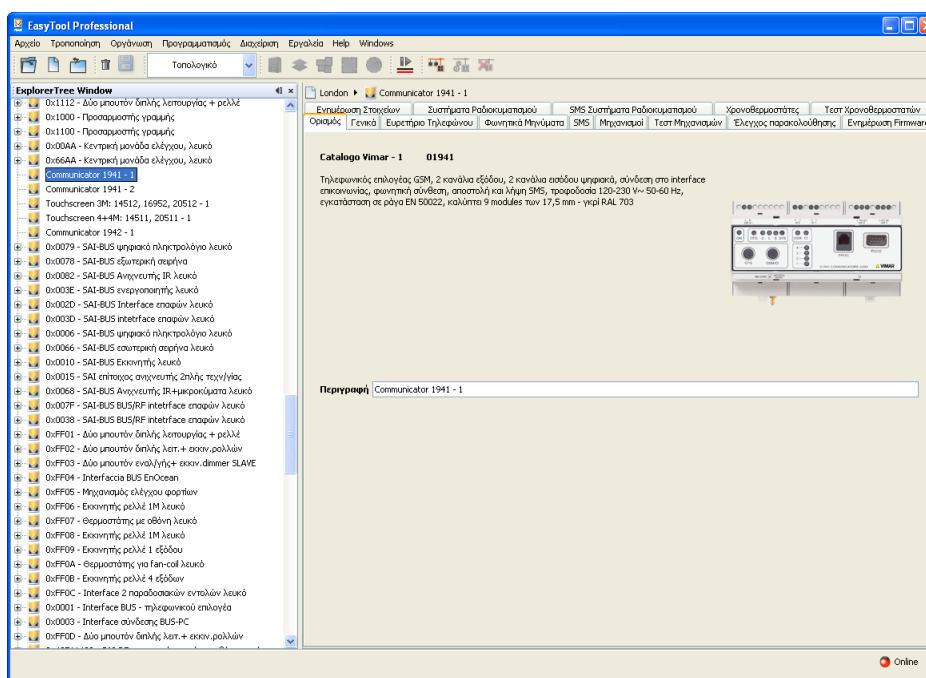 EasyTool Professional
Αρχείο Τροποποίηση Οργάνωση Προγραμματισμός Διαχείριση Εργαλεία Help Windows
Τοπολογικό
ExplorerTree Window
0x1112 - Δύο μπουτόν διπλής λειτουργίας + ρελλέ
0x1000 - Προσαρμοστής γραμμής
0x1100 - Προσαρμοστής γραμμής
0x00AA - Κεντρική μονάδα ελέγχου, λευκό
0x66AA - Κεντρική μονάδα ελέγχου, λευκό
Communicator 1941 - 1
Communicator 1941 - 2
Touchscreen 3M: 14512, 16952, 20512 - 1
Touchscreen 4+4M: 14511, 20511 - 1
Communicator 1942 - 1
0x0079 - SAI-BUS ψηφιακό πληκτρολόγιο λευκό
0x0078 - SAI-BUS εξωτερική σειρήνα
0x0082 - SAI-BUS Ανιχνευτής IR λευκό
0x003E - SAI-BUS ενεργοποιητής λευκό
0x002D - SAI-BUS Interface επαφών λευκό
0x003D - SAI-BUS intetrface επαφών λευκό
0x0006 - SAI-BUS ψηφιακό πληκτρολόγιο λευκό
0x0066 - SAI-BUS εσωτερική σειρήνα λευκό
0x0010 - SAI-BUS Εκκινητής λευκό
0x0015 - SAI επίτοιχος ανιχνευτής 2πλής τεχν/γίας
0x0068 - SAI-BUS Ανιχνευτής IR+μικροκύματα λευκό
0x007F - SAI-BUS BUS/RF intetrface επαφών λευκό
0x0038 - SAI-BUS BUS/RF intetrface επαφών λευκό
0xFF01 - Δύο μπουτόν διπλής λειτουργίας + ρελλέ
0xFF02 - Δύο μπουτόν διπλής λειτ.+ εκκιν.ρολλών
0xFF03 - Δύο μπουτόν εναλ/γής+ εκκιν.dimmer SLAVE
0xFF04 - Interfaccia BUS EnOcean
0xFF05 - Μηχανισμός ελέγχου φορτίων
0xFF06 - Εκκινητής ρελλέ 1M λευκό
0xFF07 - Θερμοστάτης με οθόνη λευκό
0xFF08 - Εκκινητής ρελλέ 1M λευκό
0xFF09 - Εκκινητής ρελλέ 1 εξόδου
0xFF0A - Θερμοστάτης για fan-coil λευκό
0xFF0B - Εκκινητής ρελλέ 4 εξόδων
0xFF0C - Interface 2 παραδοσιακών εντολών λευκό
0x0001 - Interface BUS - τηλεφωνικού επιλογέα
0x0003 - Interface σύνδεσης BUS-PC
0xFF0D - Δύο μπουτόν διπλής λειτ.+ εκκιν.ρολλών
London Communicator 1941 - 1
Ενημέρωση Στοιχείων Συστήματα Ραδιοκυματισμού SMS Συστήματα Ραδιοκυματισμού Χρονοθερμοστάτες Τεστ Χρονοθερμοστατών
Ορισμός Γενικά Ευρετήριο Τηλεφώνου Φωνητικά Μηνύματα SMS Μηχανισμοί Τεστ Μηχανισμών Έλεγχος παρακολούθησης Ενημέρωση Firmware
Catalogo Vimar - 1 01941
Τηλεφωνικός επιλογέας GSM, 2 κανάλια εξόδου, 2 κανάλια εισόδου ψηφιακά, σύνδεση στο interface
επικοινωνίας, φωνητική σύνθεση, αποστολή και λήψη SMS, τροφοδοσία 120-230 V~ 50-60 Hz,
εγκατάσταση σε ράγα EN 50022, καλύπτει 9 modules των 17,5 mm - γκρί RAL 703
VIMAR
Περιγραφή Communicator 1941 - 1
Online